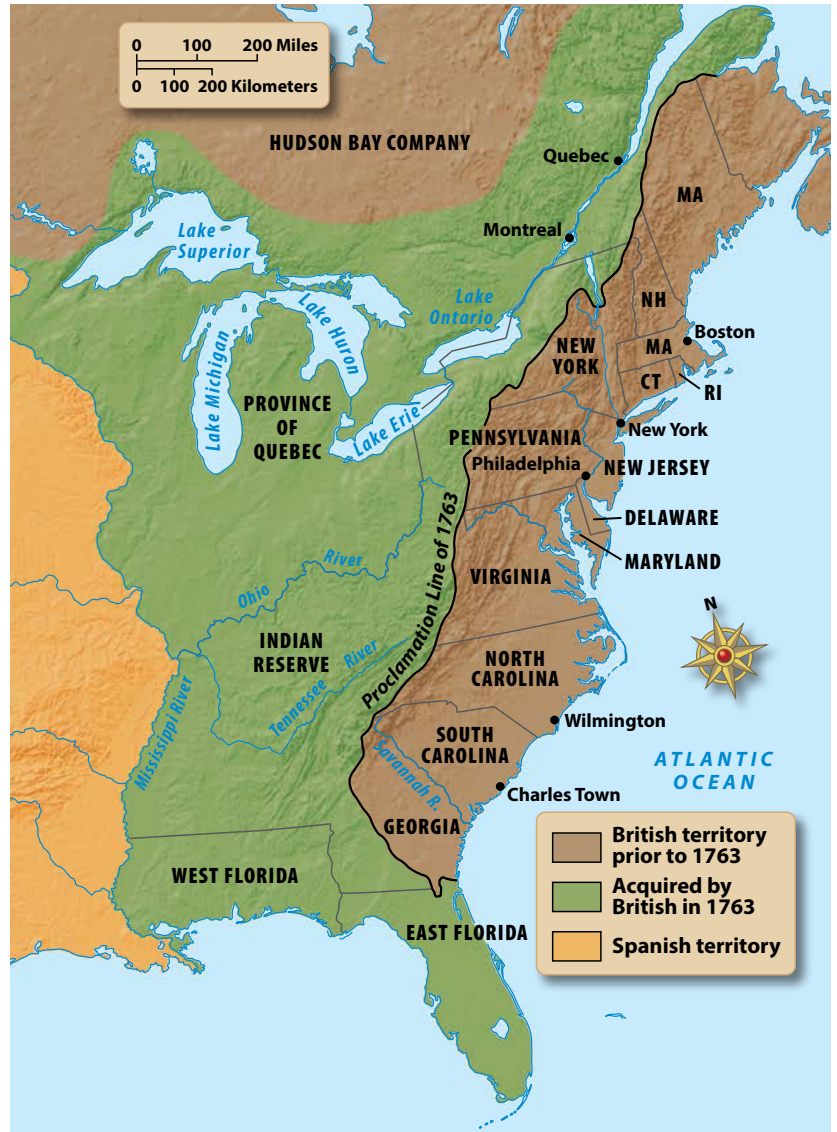 0 100 200 Miles
0 100 200 Kilometers
HUDSON BAY COMPANY
Quebec
MA
Montreal
Lake
Superior
Lake
Ontario
Lake Huron
Lake Michigan
NH
Boston
MA
NEW
YORK
CT
RI
PROVINCE
OF
QUEBEC
Lake Erie
New York
PENNSYLVANIA
Philadelphia
NEW JERSEY
DELAWARE
MARYLAND
Proclamation Line of 1763
VIRGINIA
Ohio River
INDIAN
RESERVE
Tennessee River
N
NORTH
CAROLINA
Mississippi River
Wilmington
SOUTH
CAROLINA
Savannah R.
ATLANTIC
OCEAN
Charles Town
GEORGIA
WEST FLORIDA
EAST FLORIDA
British territory
prior to 1763
Acquired by
British in 1763
Spanish territory